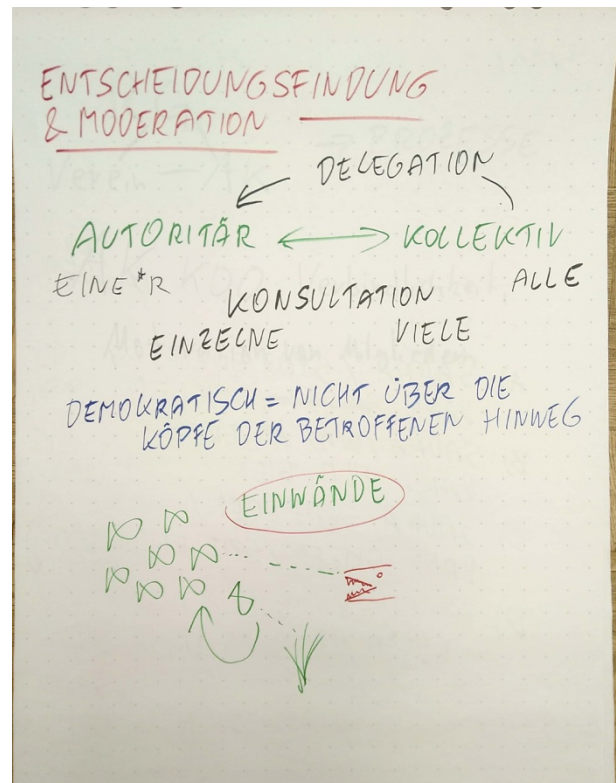 ENTSCHEIDUNGSFINDUNG
& MODERATION
DELEGATION
AUTORITÄR KOLLEKTIV
EINE*R ALLE
KONSULTATION
EINZELNE VIELE
DEMOKRATISCH = NICHT ÜBER DIE
KÖPFE DER BETROFFENEN HINWEG
EINWÄNDE